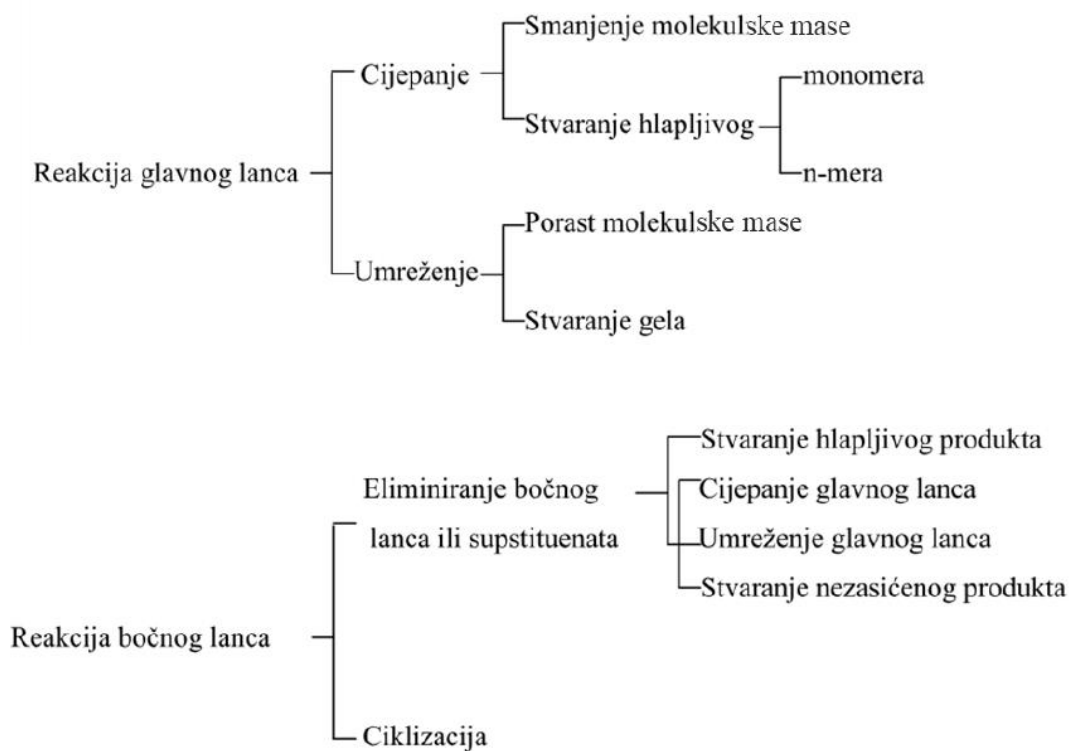 Smanjenje molekulske mase
Cijepanje
monomera
Stvaranje hlapljivog
Reakcija glavnog lanca
n-mera
Porast molekulske mase
Umreženje
Stvaranje gela
Stvaranje hlapljivog produkta
Eliminiranje bočnog
Cijepanje glavnog lanca
lanca ili supstituenata
Umreženje glavnog lanca
Stvaranje nezasićenog produkta
Reakcija bočnog lanca
Ciklizacija